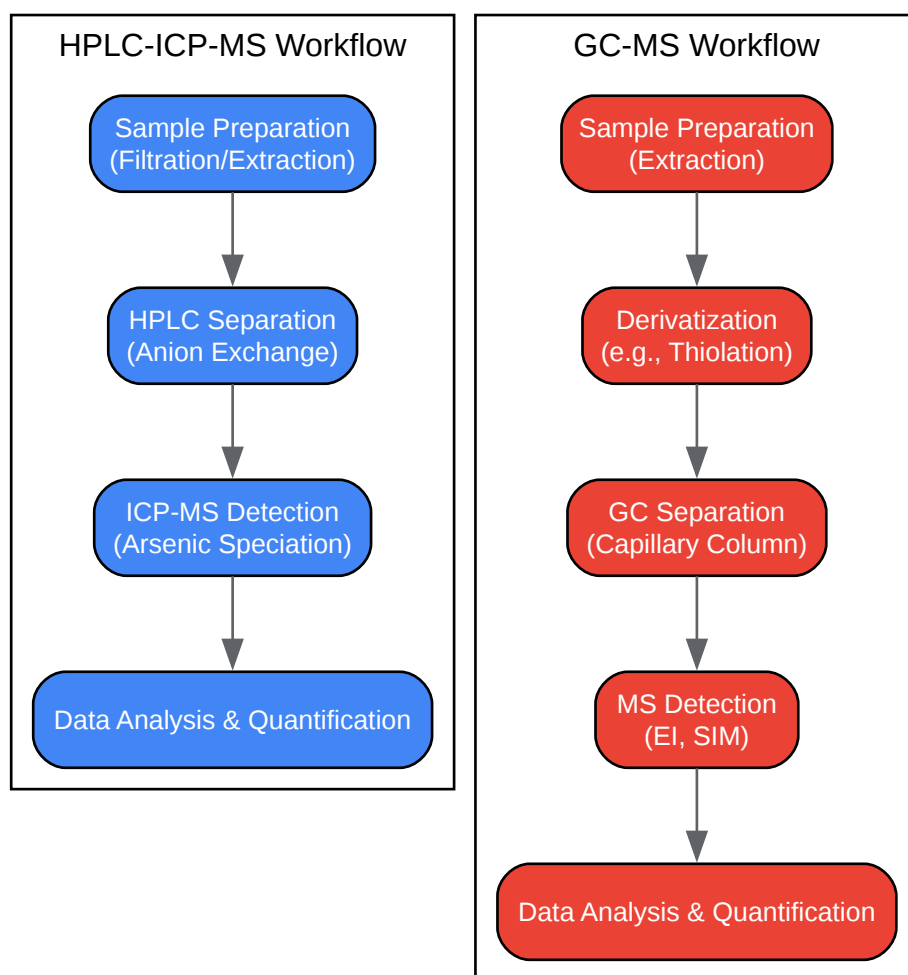 HPLC-ICP-MS Workflow
Sample Preparation
(Filtration/Extraction)
HPLC Separation
(Anion Exchange)
ICP-MS Detection
(Arsenic Speciation)
Data Analysis & Quantification
GC-MS Workflow
Sample Preparation
(Extraction)
Derivatization
(e.g., Thiolation)
GC Separation
(Capillary Column)
MS Detection
(EI, SIM)
Data Analysis & Quantification